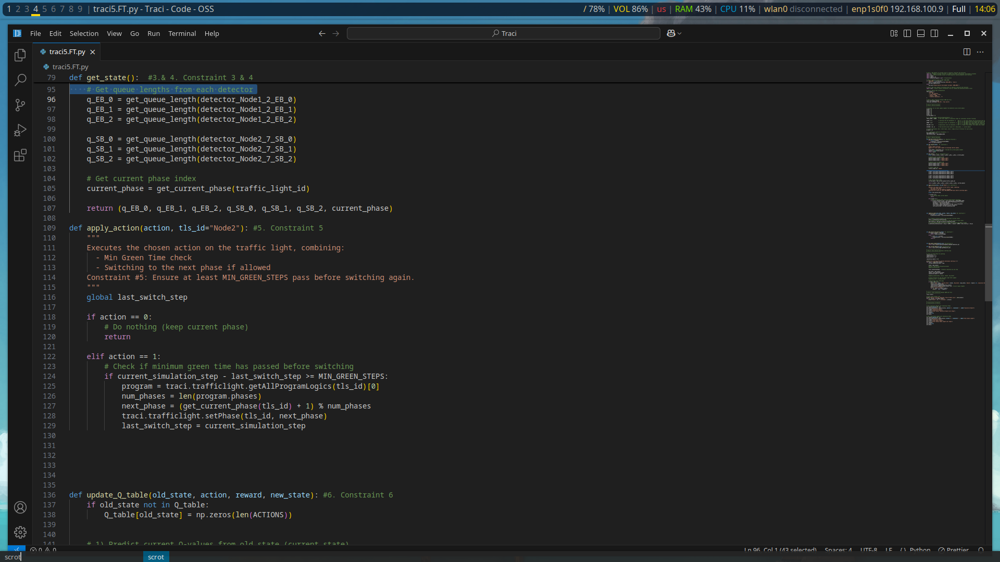 1 2 3 4 5 6 7 8 9 | traci5.FT.py - Traci - Code - OSS
/ 78% | VOL 86% | us | RAM 43% | CPU 11% | wlan0 disconnected | enp1s0f0 192.168.100.9 | Full | 14:06
File Edit Selection View Go Run Terminal Help
Traci
traci5.FT.py
traci5.FT.py
79 def get_state():  #3.& 4. Constraint 3 & 4
95     # Get queue lengths from each detector
96     q_EB_0 = get_queue_length(detector_Node1_2_EB_0)
97     q_EB_1 = get_queue_length(detector_Node1_2_EB_1)
98     q_EB_2 = get_queue_length(detector_Node1_2_EB_2)
99
100     q_SB_0 = get_queue_length(detector_Node2_7_SB_0)
101     q_SB_1 = get_queue_length(detector_Node2_7_SB_1)
102     q_SB_2 = get_queue_length(detector_Node2_7_SB_2)
103
104     # Get current phase index
105     current_phase = get_current_phase(traffic_light_id)
106
107     return (q_EB_0, q_EB_1, q_EB_2, q_SB_0, q_SB_1, q_SB_2, current_phase)
108
109 def apply_action(action, tls_id="Node2"): #5. Constraint 5
110     """
111     Executes the chosen action on the traffic light, combining:
112       - Min Green Time check
113       - Switching to the next phase if allowed
114     Constraint #5: Ensure at least MIN_GREEN_STEPS pass before switching again.
115     """
116     global last_switch_step
117
118     if action == 0:
119         # Do nothing (keep current phase)
120         return
121
122     elif action == 1:
123         # Check if minimum green time has passed before switching
124         if current_simulation_step - last_switch_step >= MIN_GREEN_STEPS:
125             program = traci.trafficlight.getAllProgramLogics(tls_id)[0]
126             num_phases = len(program.phases)
127             next_phase = (get_current_phase(tls_id) + 1) % num_phases
128             traci.trafficlight.setPhase(tls_id, next_phase)
129             last_switch_step = current_simulation_step
130
131
132
133
134
135
136 def update_Q_table(old_state, action, reward, new_state): #6. Constraint 6
137     if old_state not in Q_table:
138         Q_table[old_state] = np.zeros(len(ACTIONS))
139
140
141     # 1) Predict current Q-values from old_state (current state)
0 0
Ln 96, Col 1 (43 selected) Spaces: 4 UTF-8 LF {} Python Prettier
scrot scrot